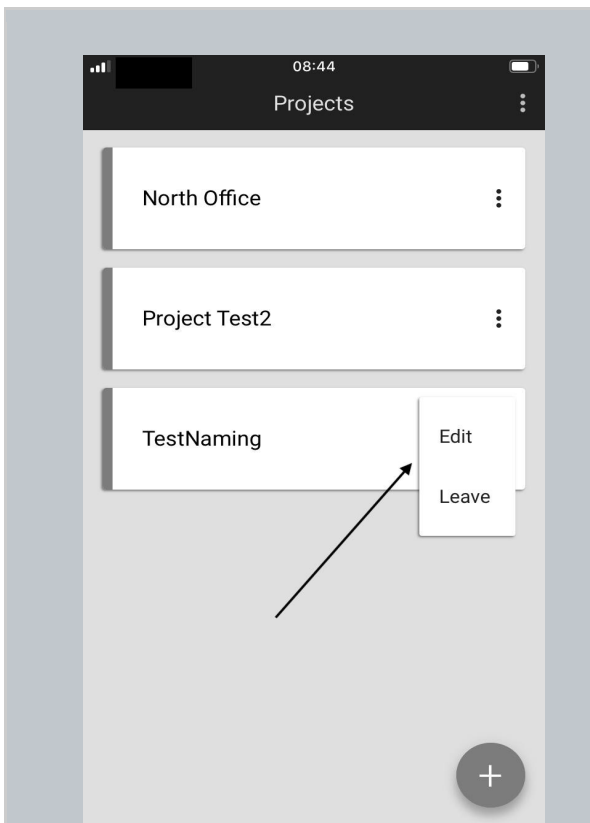 08:44
Projects
North Office
Project Test2
TestNaming
Edit
Leave